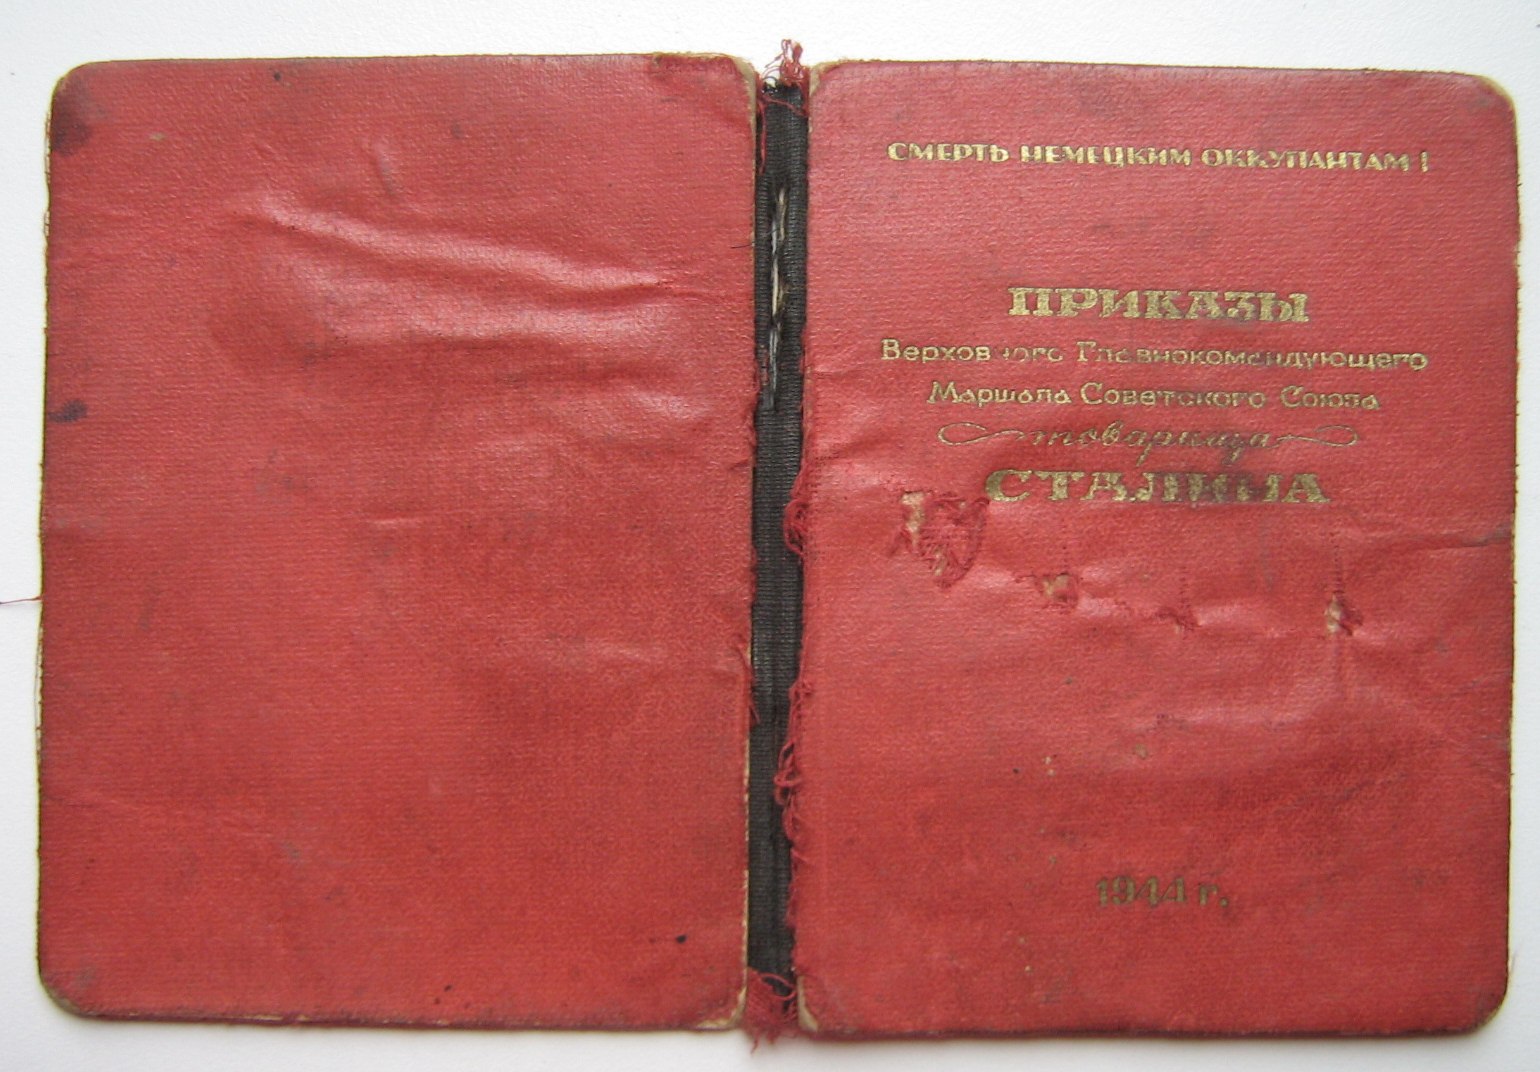 СМЕРТЬ НЕМЕЦКИМ ОККУПАНТАМ!
ПРИКАЗЫ
Верховного Главнокомандующего
Маршала Советского Союза
товарища
СТАЛИНА
1944 г.